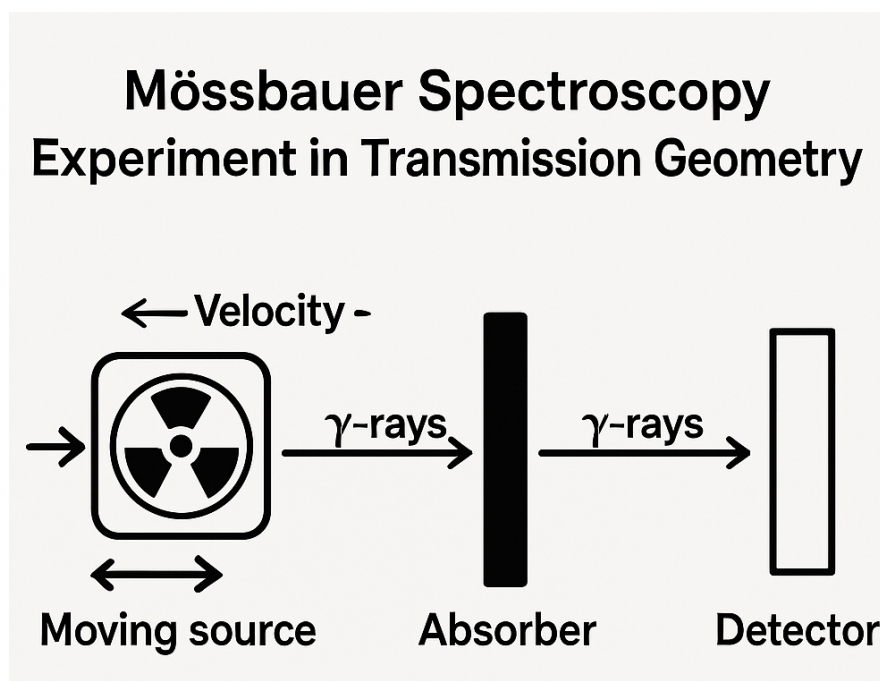 Mössbauer Spectroscopy
Experiment in Transmission Geometry
Velocity
γ-rays
γ-rays
Moving source
Absorber
Detector